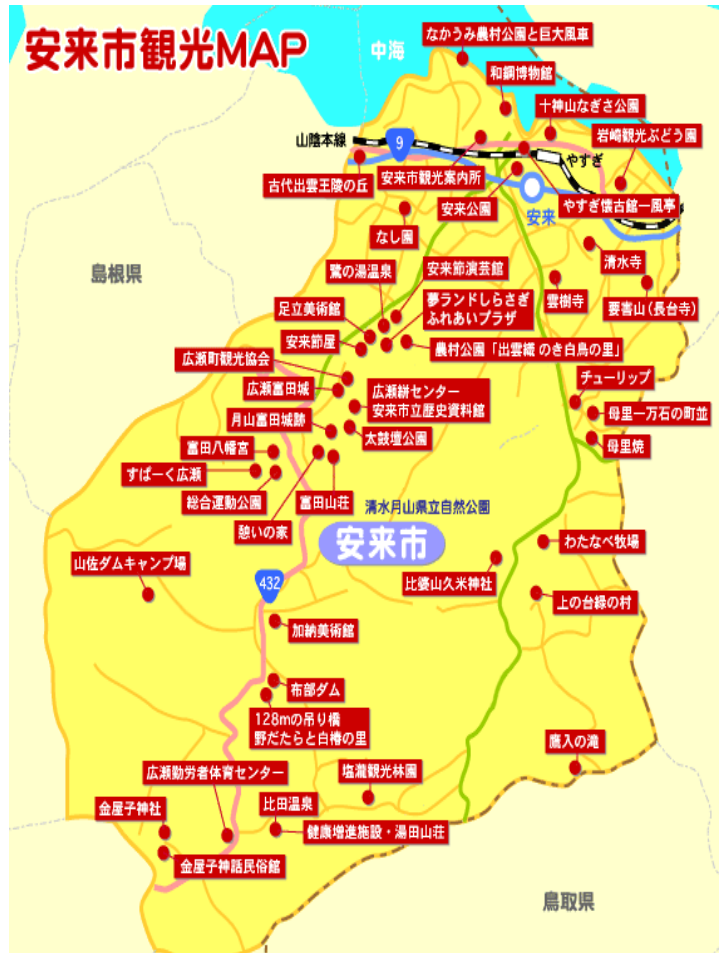 安来市観光MAP
中海
なかうみ農村公園と巨大風車
和鋼博物館
十神山なぎさ公園
山陰本線
9
岩崎観光ぶどう園
やすぎ
古代出雲王陵の丘
安来市観光案内所
安来公園
安来
やすぎ懐古館一風亭
なし園
清水寺
島根県
鷺の湯温泉
安来節演芸館
雲樹寺
要害山(長台寺)
足立美術館
夢ランドしらさぎ
ふれあいプラザ
安来節屋
農村公園「出雲織 のき白鳥の里」
広瀬町観光協会
チューリップ
広瀬富田城
広瀬絣センター
安来市立歴史資料館
母里一万石の町並
月山富田城跡
太鼓壇公園
母里焼
富田八幡宮
すぱーく広瀬
総合運動公園
富田山荘
清水月山県立自然公園
憩いの家
安来市
わたなべ牧場
山佐ダムキャンプ場
432
比婆山久米神社
上の台緑の村
加納美術館
布部ダム
128mの吊り橋
野だたらと白椿の里
鷹入の滝
広瀬勤労者体育センター
塩瀧観光林園
金屋子神社
比田温泉
健康増進施設・湯田山荘
金屋子神話民俗館
鳥取県